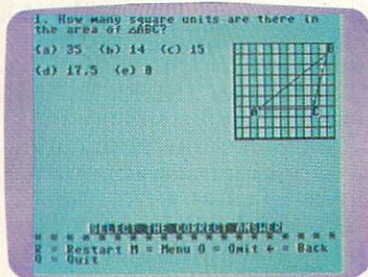 1. How many square units are there in
the area of △ABC?
(a) 35 (b) 14 (c) 15
(d) 17.5 (e) 8
B
A C
SELECT THE CORRECT ANSWER
R = Restart M = Menu O = Omit ← = Back
Q = Quit